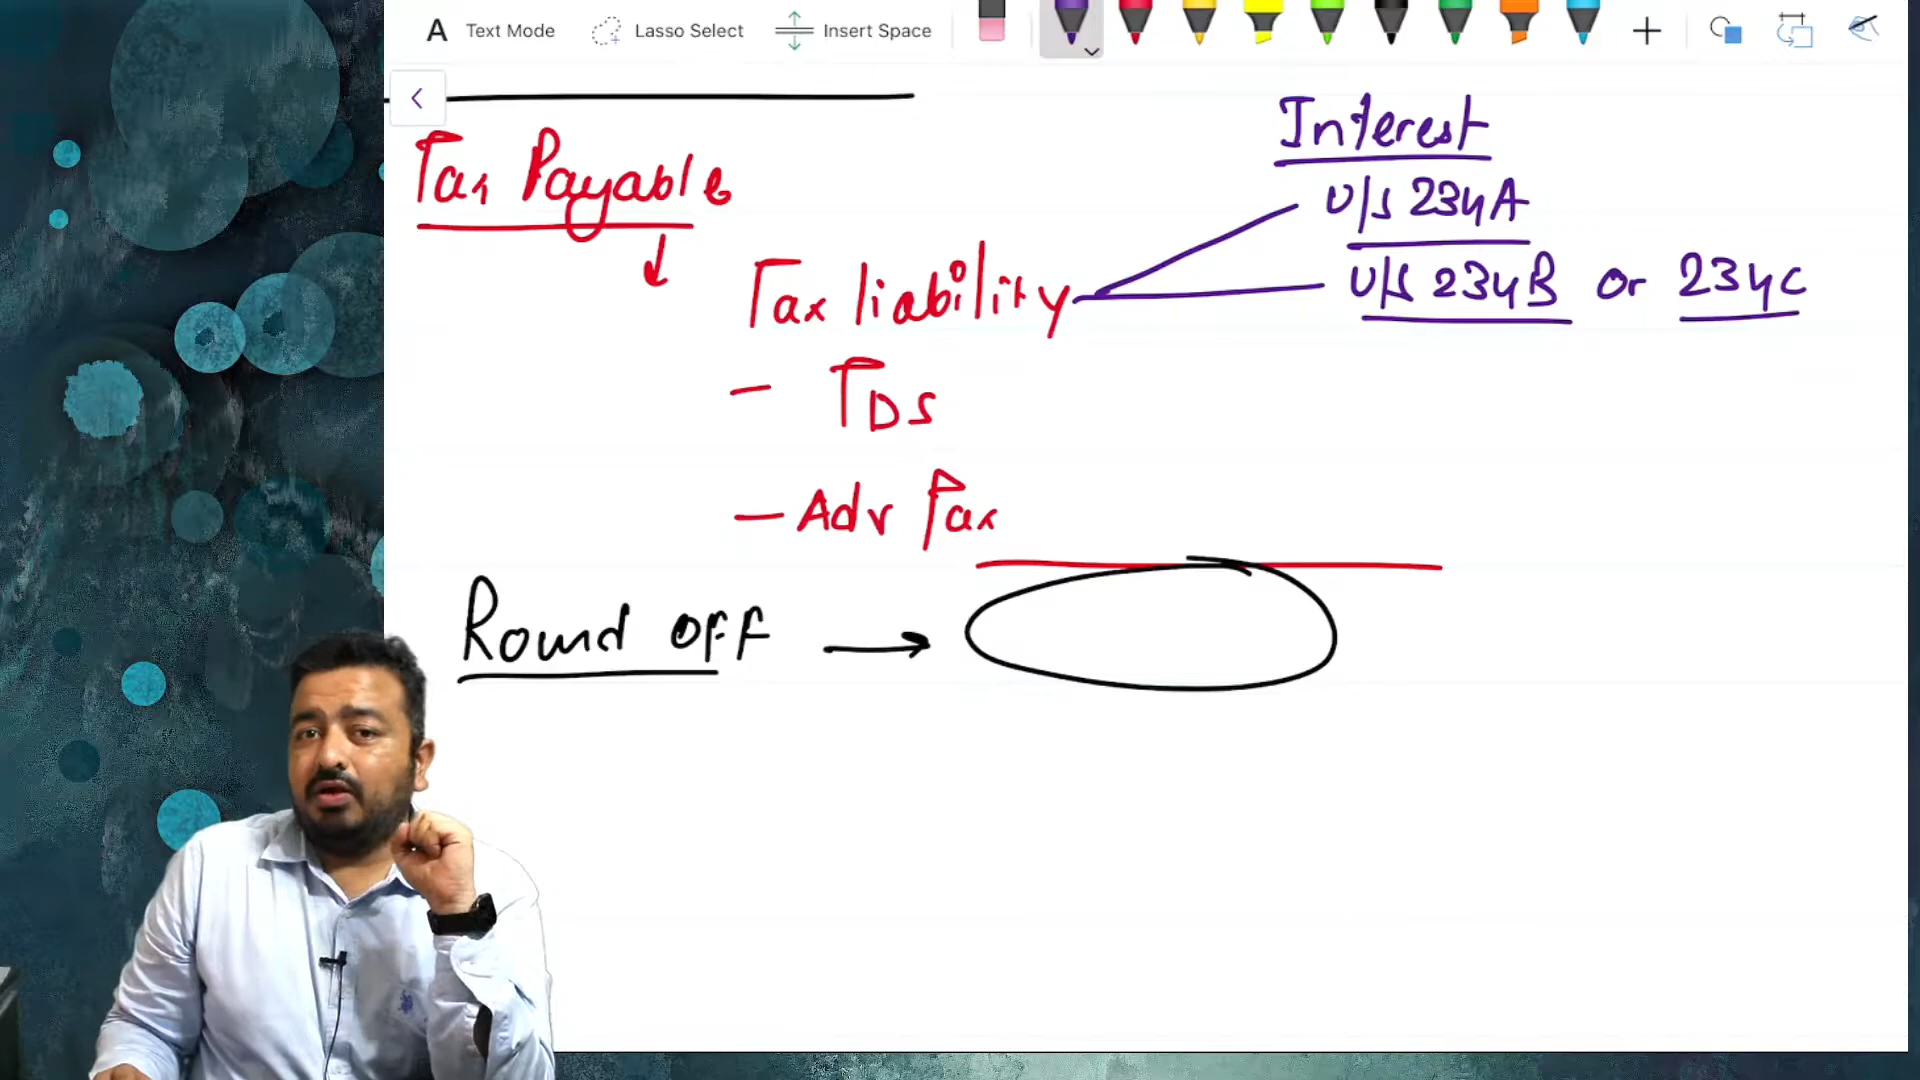 A Text Mode Lasso Select Insert Space
Tax Payable
Interest
U/S 234A
Tax liability
U/S 234B or 234C
- TDS
- Adv Tax
Round off